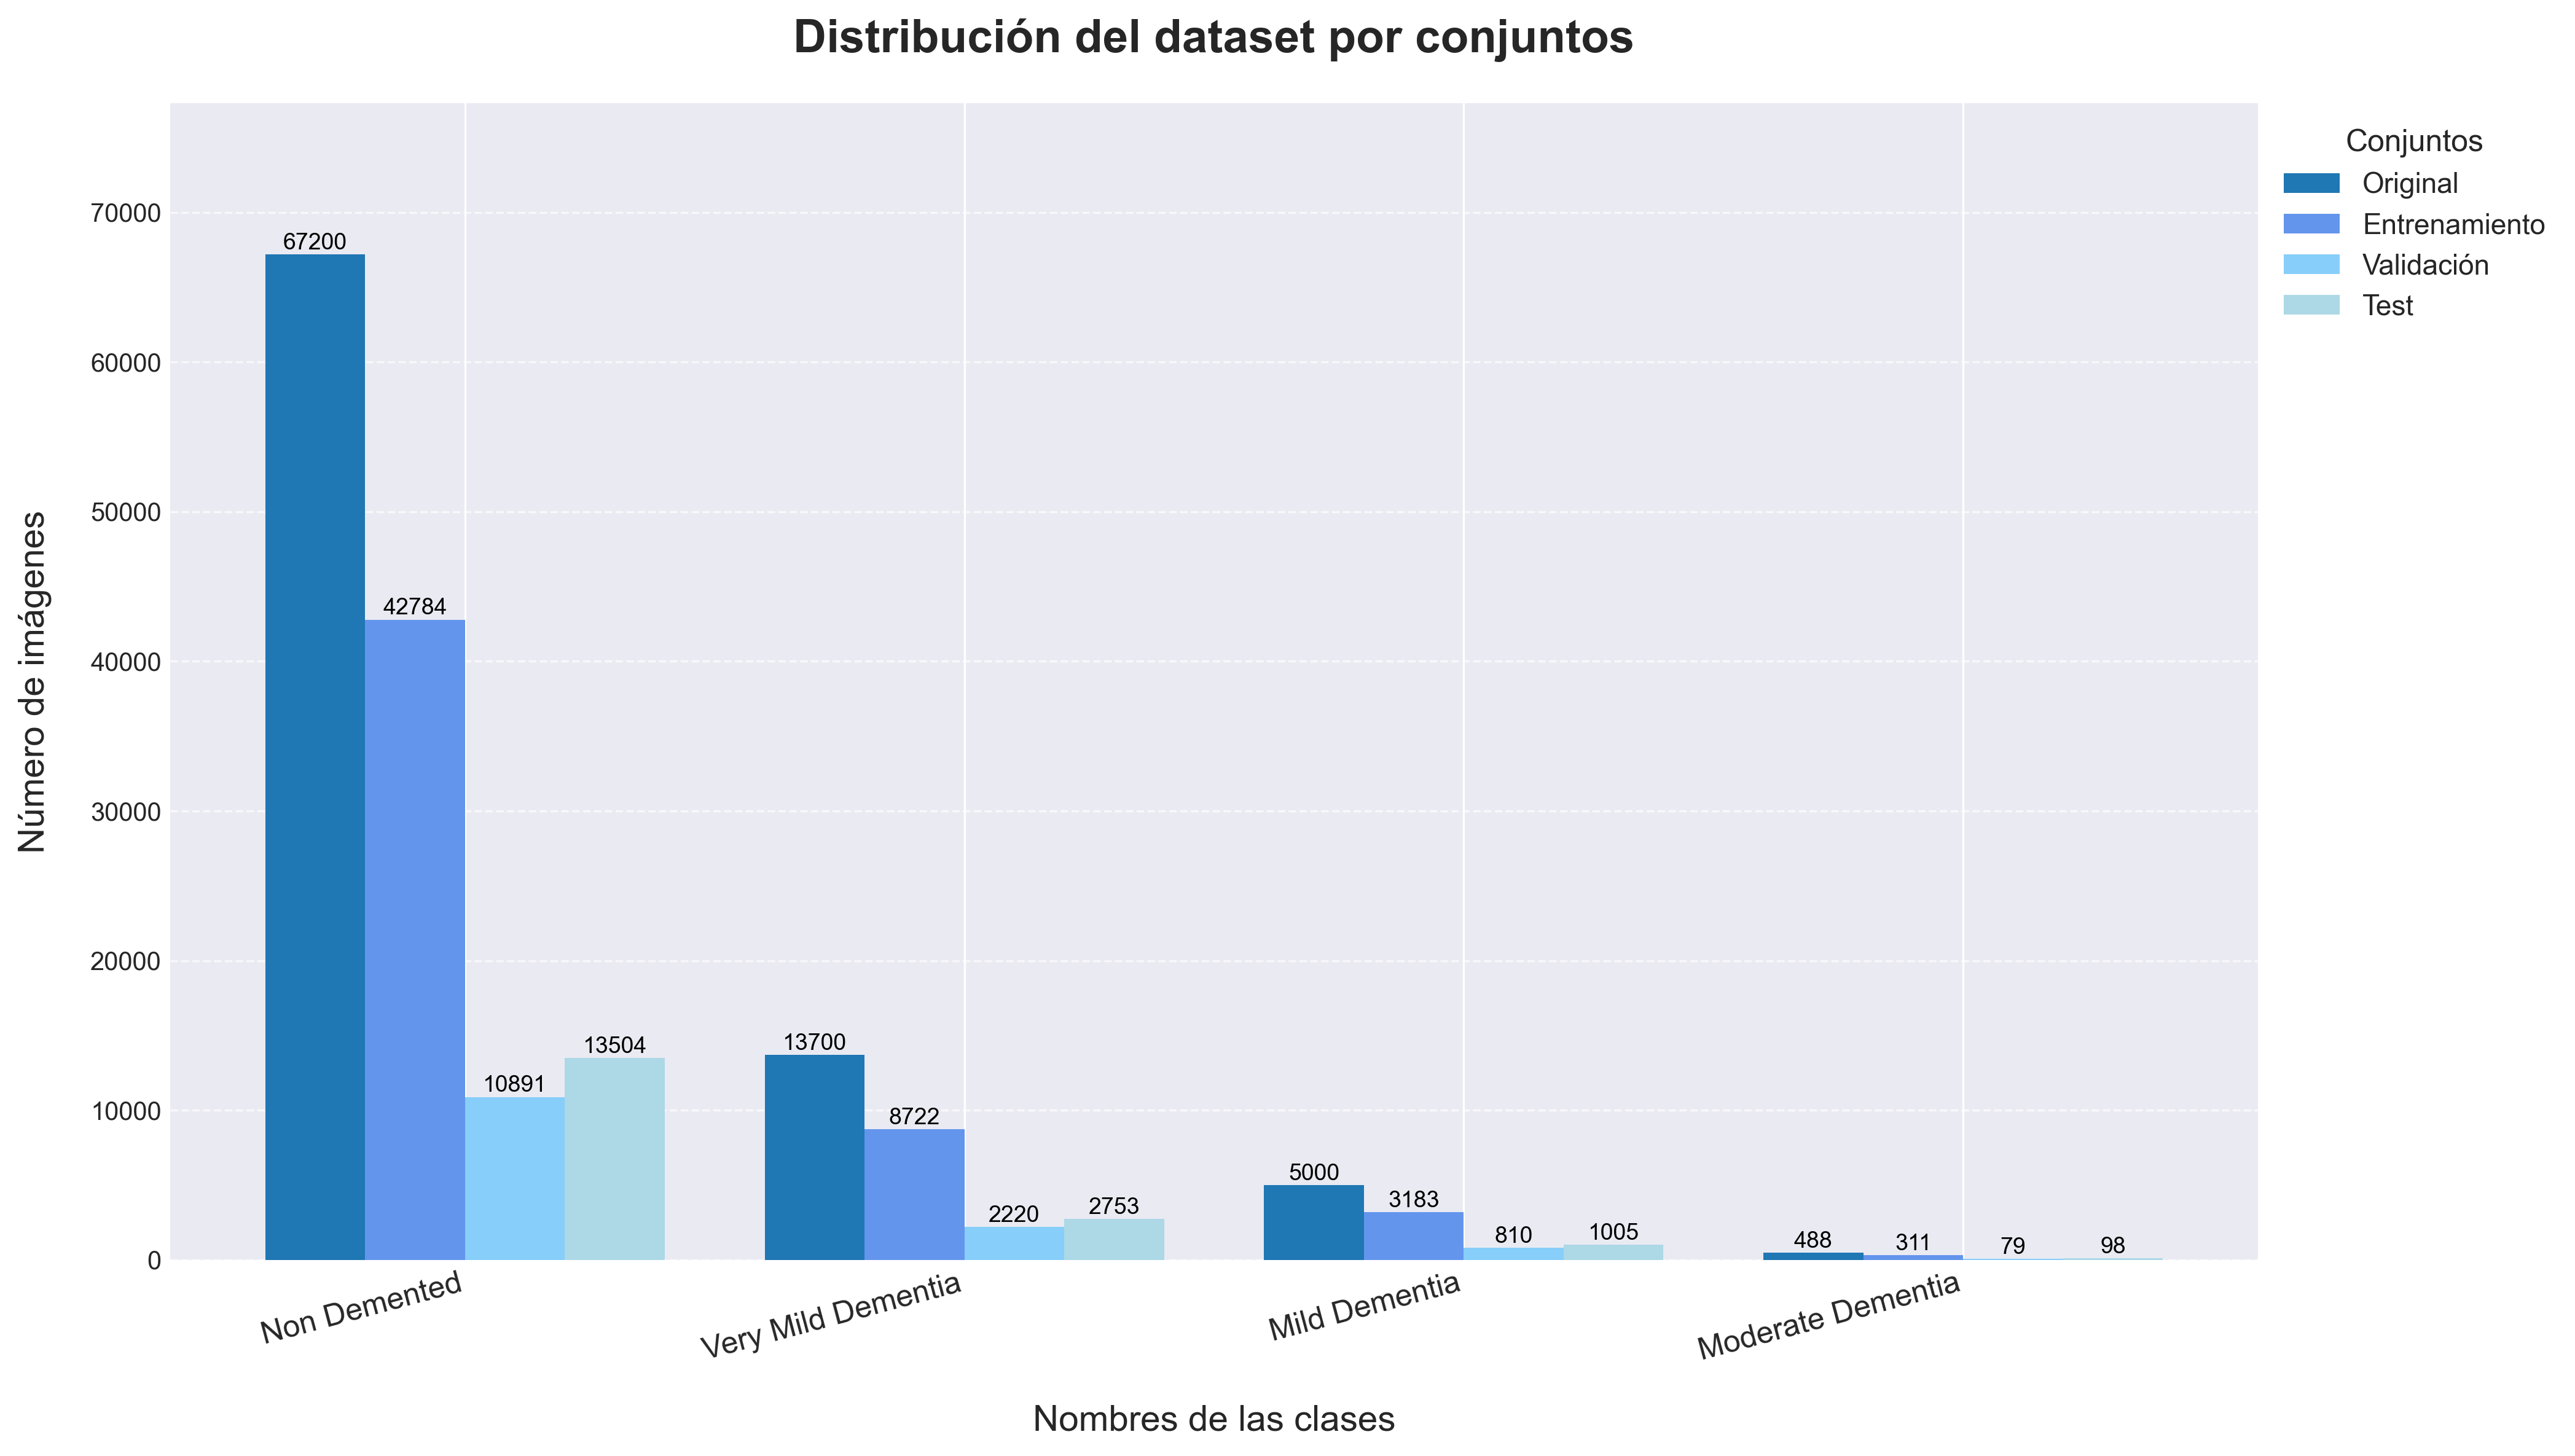 Distribución del dataset por conjuntos
Conjuntos
Original
Entrenamiento
Validación
Test
Número de imágenes
70000
60000
50000
40000
30000
20000
10000
0
67200
42784
10891
13504
13700
8722
2220
2753
5000
3183
810
1005
488
311
79
98
Non Demented
Very Mild Dementia
Mild Dementia
Moderate Dementia
Nombres de las clases